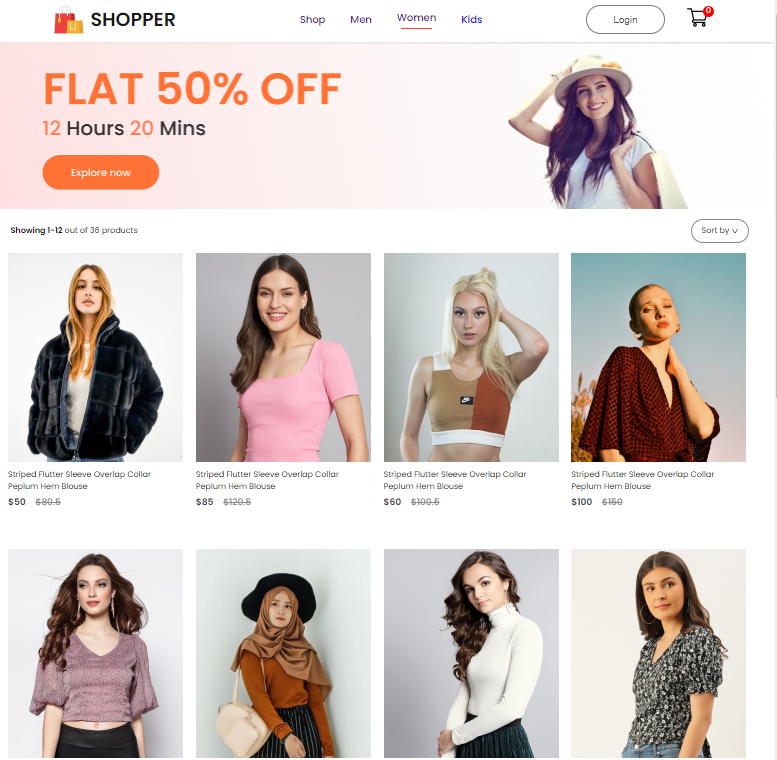 SHOPPER
Shop Men Women Kids
Login
0
FLAT 50% OFF
12 Hours 20 Mins
Explore now
Showing 1-12 out of 36 products
Sort by
Striped Flutter Sleeve Overlap Collar
Peplum Hem Blouse
$50 $80.5
Striped Flutter Sleeve Overlap Collar
Peplum Hem Blouse
$85 $120.5
Striped Flutter Sleeve Overlap Collar
Peplum Hem Blouse
$60 $100.5
Striped Flutter Sleeve Overlap Collar
Peplum Hem Blouse
$100 $150